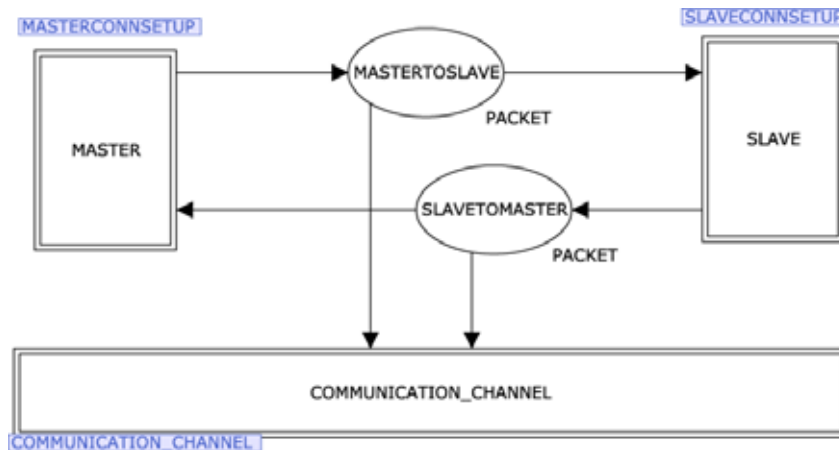 MASTERCONNSETUP
SLAVECONNSETUP
MASTERTOSLAVE
PACKET
MASTER
SLAVE
SLAVETOMASTER
PACKET
COMMUNICATION_CHANNEL
COMMUNICATION_CHANNEL